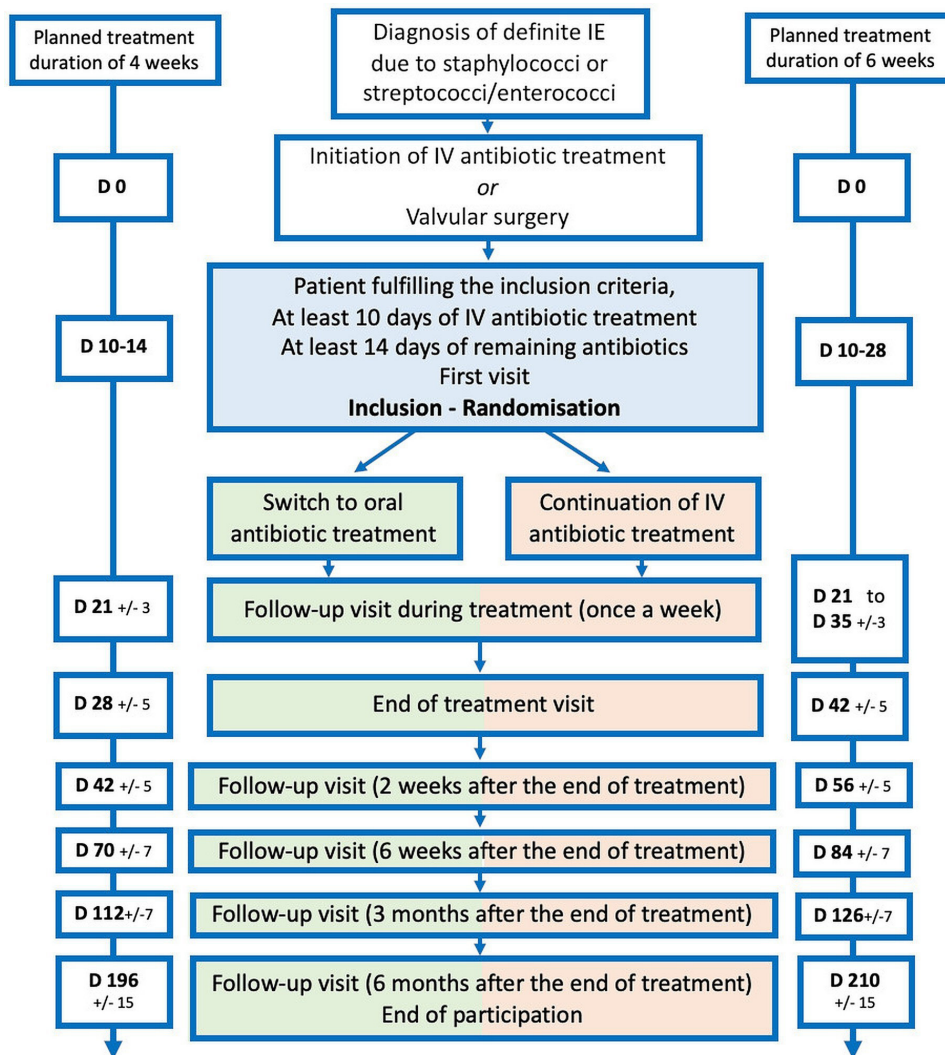 Planned treatment
duration of 4 weeks
Diagnosis of definite IE
due to staphylococci or
streptococci/enterococci
Planned treatment
duration of 6 weeks
D 0
Initiation of IV antibiotic treatment
or
Valvular surgery
D 0
D 10-14
Patient fulfilling the inclusion criteria,
At least 10 days of IV antibiotic treatment
At least 14 days of remaining antibiotics
First visit
Inclusion - Randomisation
D 10-28
Switch to oral
antibiotic treatment
Continuation of IV
antibiotic treatment
D 21 +/- 3
Follow-up visit during treatment (once a week)
D 21 to
D 35 +/-3
D 28 +/- 5
End of treatment visit
D 42 +/- 5
D 42 +/- 5
Follow-up visit (2 weeks after the end of treatment)
D 56 +/- 5
D 70 +/- 7
Follow-up visit (6 weeks after the end of treatment)
D 84 +/- 7
D 112+/-7
Follow-up visit (3 months after the end of treatment)
D 126+/-7
D 196
+/- 15
Follow-up visit (6 months after the end of treatment)
End of participation
D 210
+/- 15